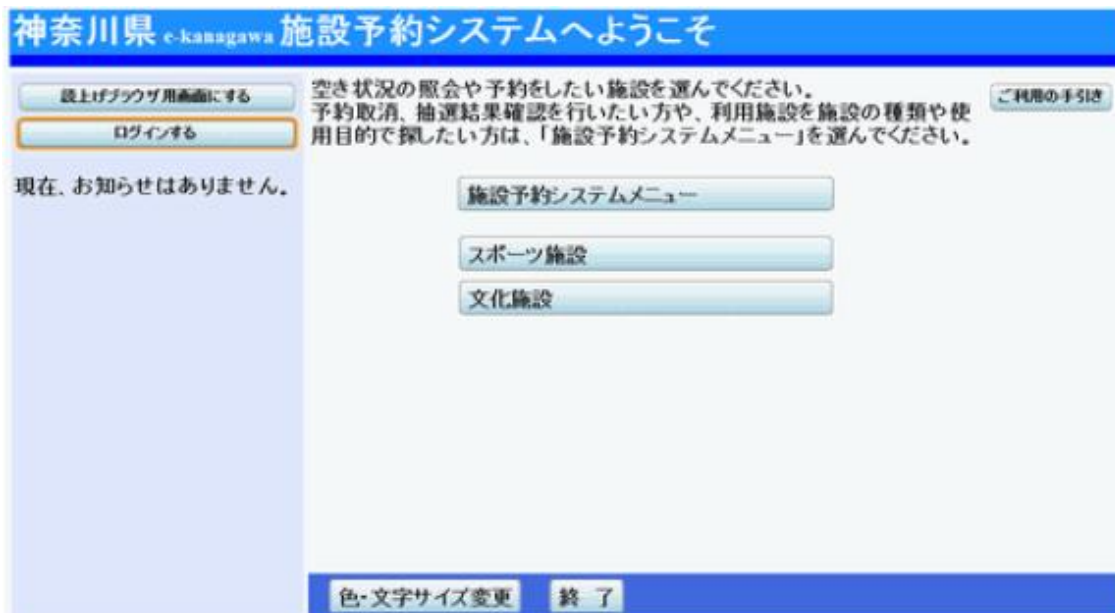 神奈川県 e-kanagawa 施設予約システムへようこそ
読上げブラウザ用画面にする
ログインする
現在、お知らせはありません。
空き状況の照会や予約をしたい施設を選んでください。
予約取消、抽選結果確認を行いたい方や、利用施設を施設の種類や使
用目的で探したい方は、「施設予約システムメニュー」を選んでください。
ご利用の手引き
施設予約システムメニュー
スポーツ施設
文化施設
色・文字サイズ変更
終 了